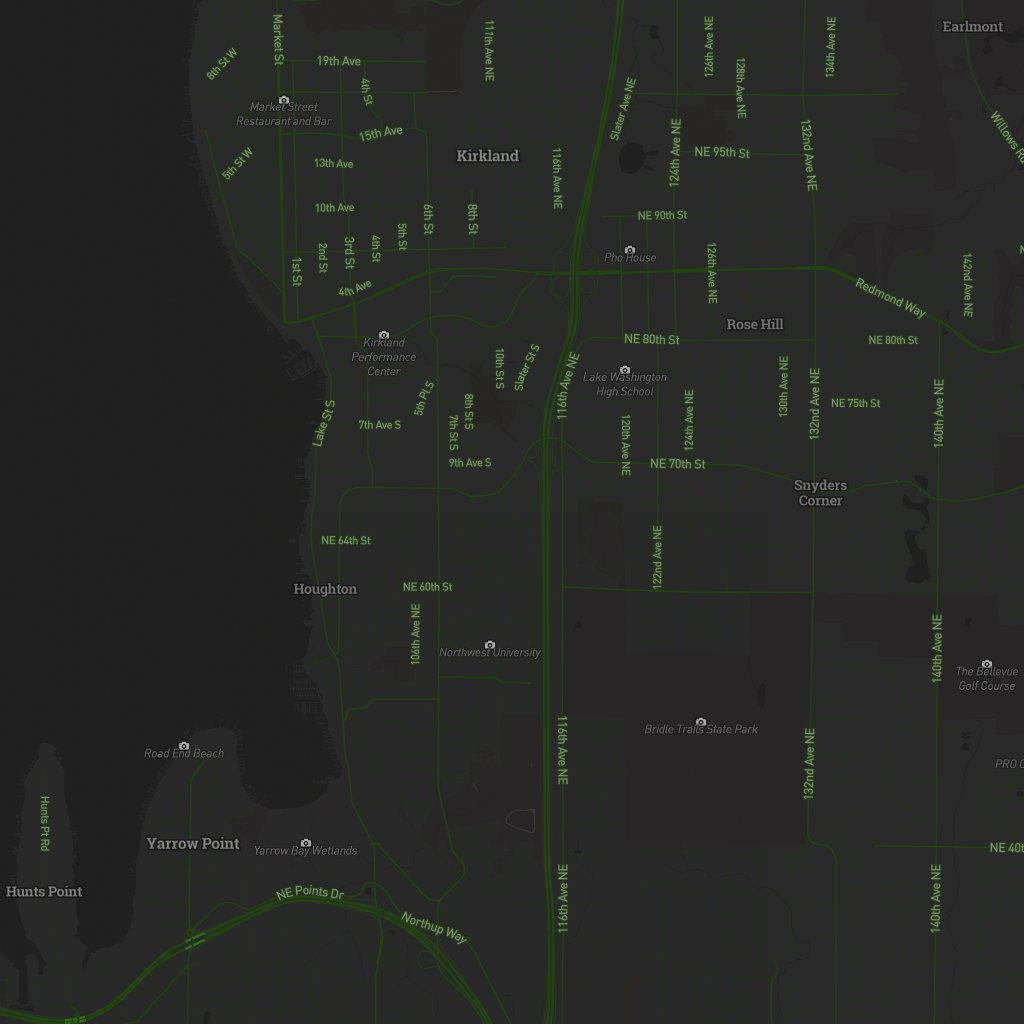 Earlmont
Market St
111th Ave NE
126th Ave NE
134th Ave NE
8th St W
19th Ave
128th Ave NE
4th St
Slater Ave NE
Market Street
Restaurant and Bar
15th Ave
124th Ave NE
132nd Ave NE
5th St W
13th Ave
Kirkland
116th Ave NE
NE 95th St
10th Ave
6th St
8th St
NE 90th St
5th St
2nd St
3rd St
4th St
1st St
Pho House
126th Ave NE
142nd Ave NE
4th Ave
Redmond Way
Rose Hill
Kirkland
Performance
Center
NE 80th St
NE 80th St
10th St S
Slater St S
116th Ave NE
Lake Washington
High School
130th Ave NE
132nd Ave NE
NE 75th St
140th Ave NE
5th Pl S
8th St S
124th Ave NE
Lake St S
7th Ave S
7th St S
120th Ave NE
9th Ave S
NE 70th St
Snyders
Corner
NE 64th St
122nd Ave NE
Houghton
NE 60th St
106th Ave NE
Northwest University
140th Ave NE
The Bellevue
Golf Course
Bridle Trails State Park
116th Ave NE
132nd Ave NE
Road End Beach
Hunts Pt Rd
Yarrow Point
Yarrow Bay Wetlands
Hunts Point
NE Points Dr
Northup Way
116th Ave NE
140th Ave NE
NE 40t
PRO